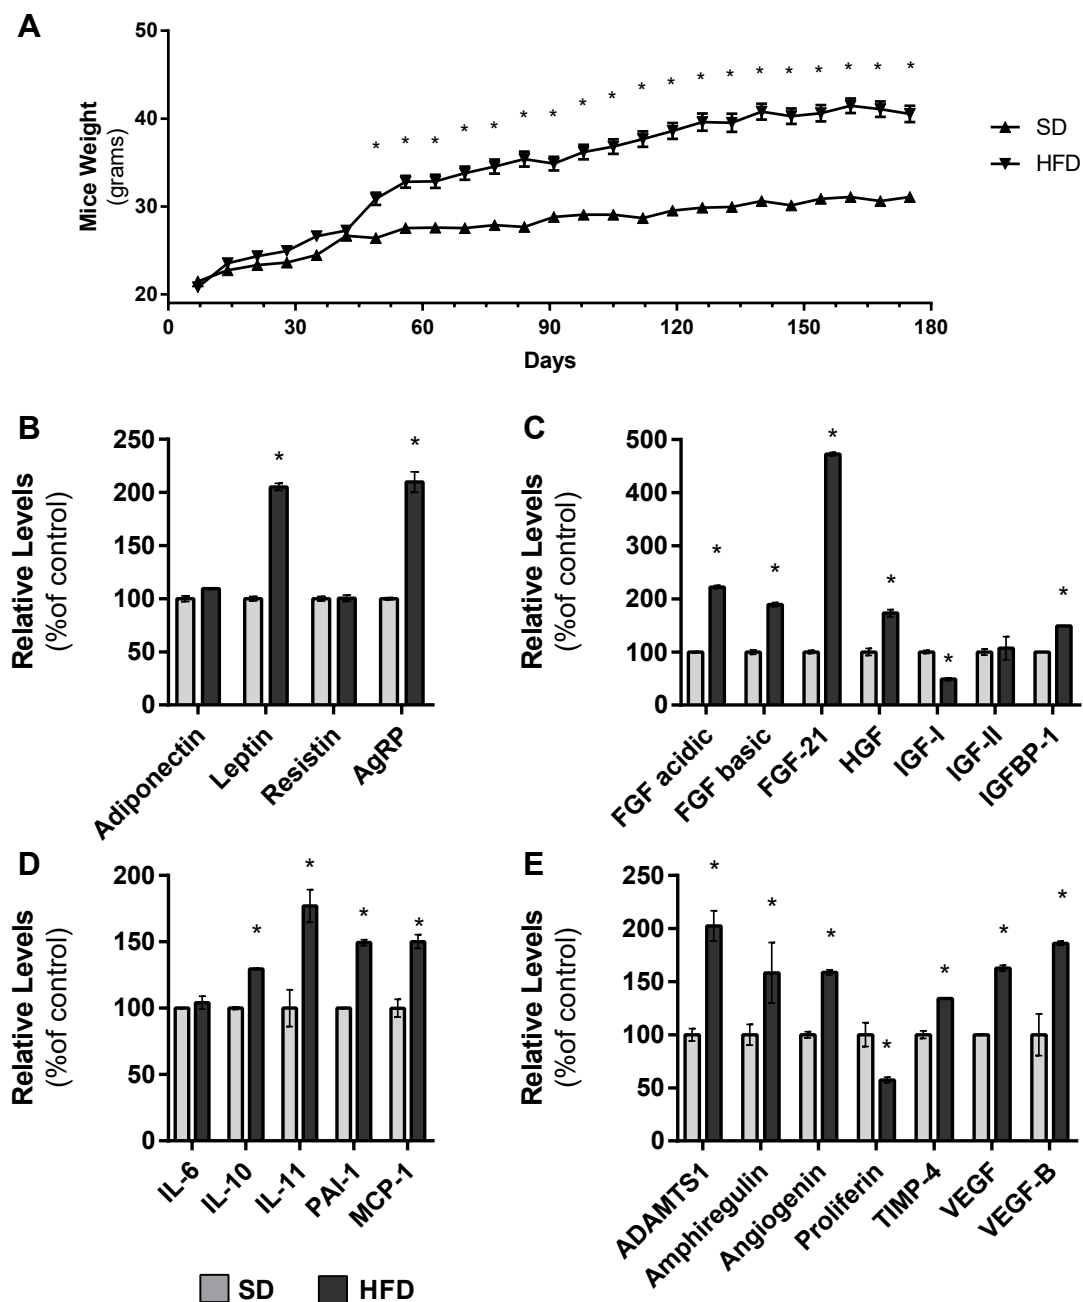 A
50
40
30
20
Mice Weight
(grams)
* * * * * * * * * * * * * * * * * * *
0 30 60 90 120 150 180
Days
SD
HFD
B
250
200
150
100
50
0
Relative Levels
(%of control)
* *
Adiponectin Leptin Resistin AgRP
C
500
400
300
200
100
0
Relative Levels
(%of control)
* * * * * *
FGF acidic FGF basic FGF-21 HGF IGF-I IGF-II IGFBP-1
D
200
150
100
50
0
Relative Levels
(%of control)
* * * *
IL-6 IL-10 IL-11 PAI-1 MCP-1
E
250
200
150
100
50
0
Relative Levels
(%of control)
* * * * * * *
ADAMTS1 Amphiregulin Angiogenin Proliferin TIMP-4 VEGF VEGF-B
SD HFD